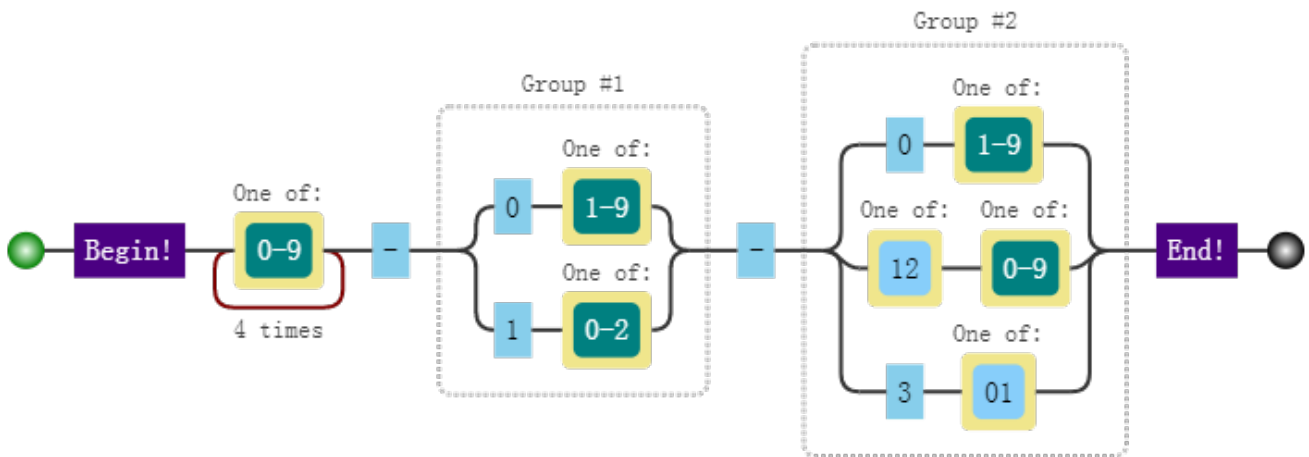 Begin!
One of:
0-9
4 times
-
Group #1
0
One of:
1-9
1
One of:
0-2
-
Group #2
0
One of:
1-9
One of:
12
One of:
0-9
3
One of:
01
End!